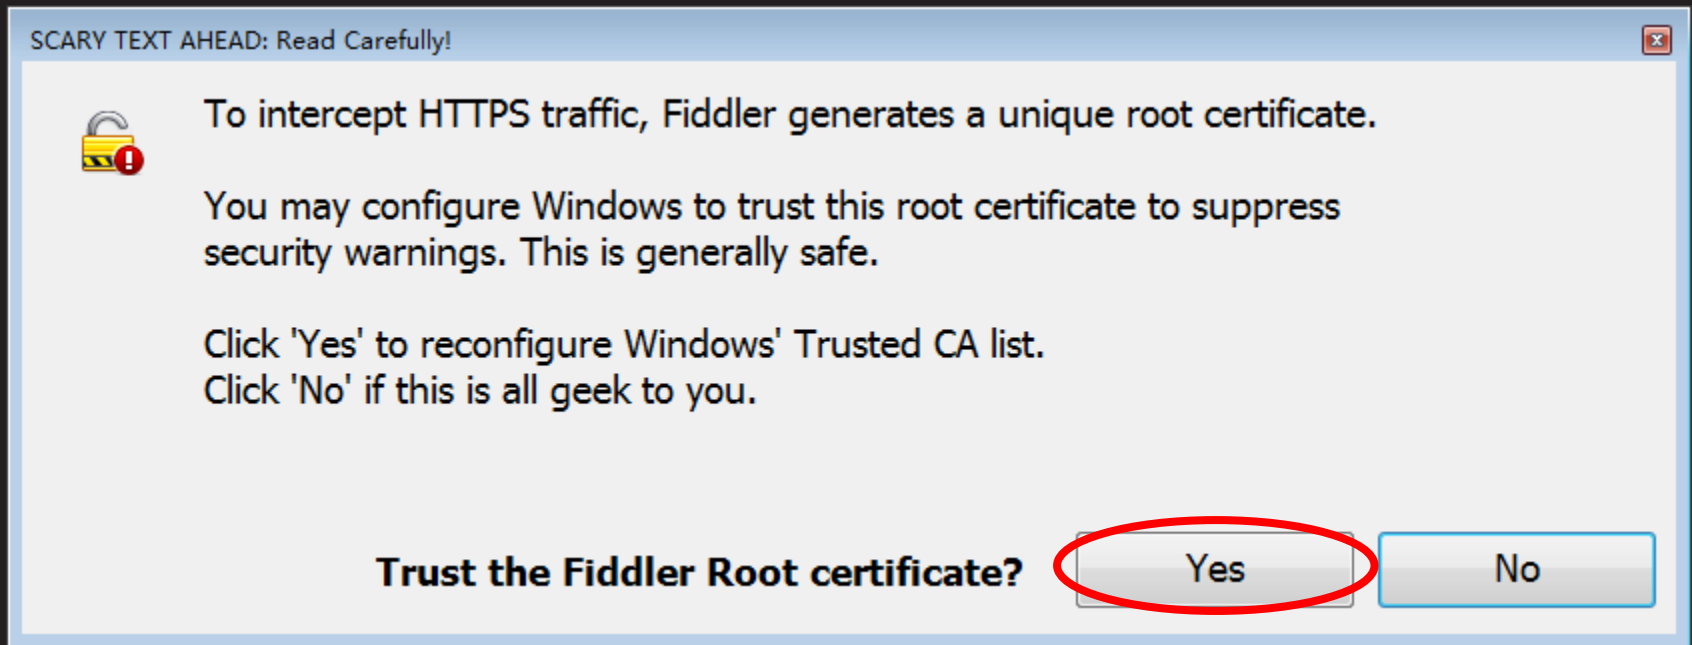 SCARY TEXT AHEAD: Read Carefully!
To intercept HTTPS traffic, Fiddler generates a unique root certificate.
You may configure Windows to trust this root certificate to suppress
security warnings. This is generally safe.
Click 'Yes' to reconfigure Windows' Trusted CA list.
Click 'No' if this is all geek to you.
Trust the Fiddler Root certificate? Yes No